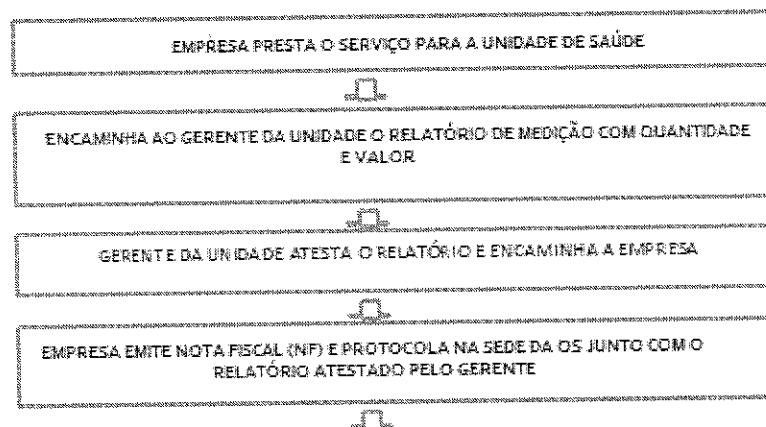 EMPRESA PRESTA O SERVIÇO PARA A UNIDADE DE SAÚDE
ENCAMINHA AO GERENTE DA UNIDADE O RELATÓRIO DE MEDIÇÃO COM QUANTIDADE
E VALOR
GERENTE DA UNIDADE ATESTA O RELATÓRIO E ENCAMINHA A EMPRESA
EMPRESA EMITE NOTA FISCAL (NF) E PROTOCOLA NA SEDE DA OS JUNTO COM O
RELATÓRIO ATESTADO PELO GERENTE